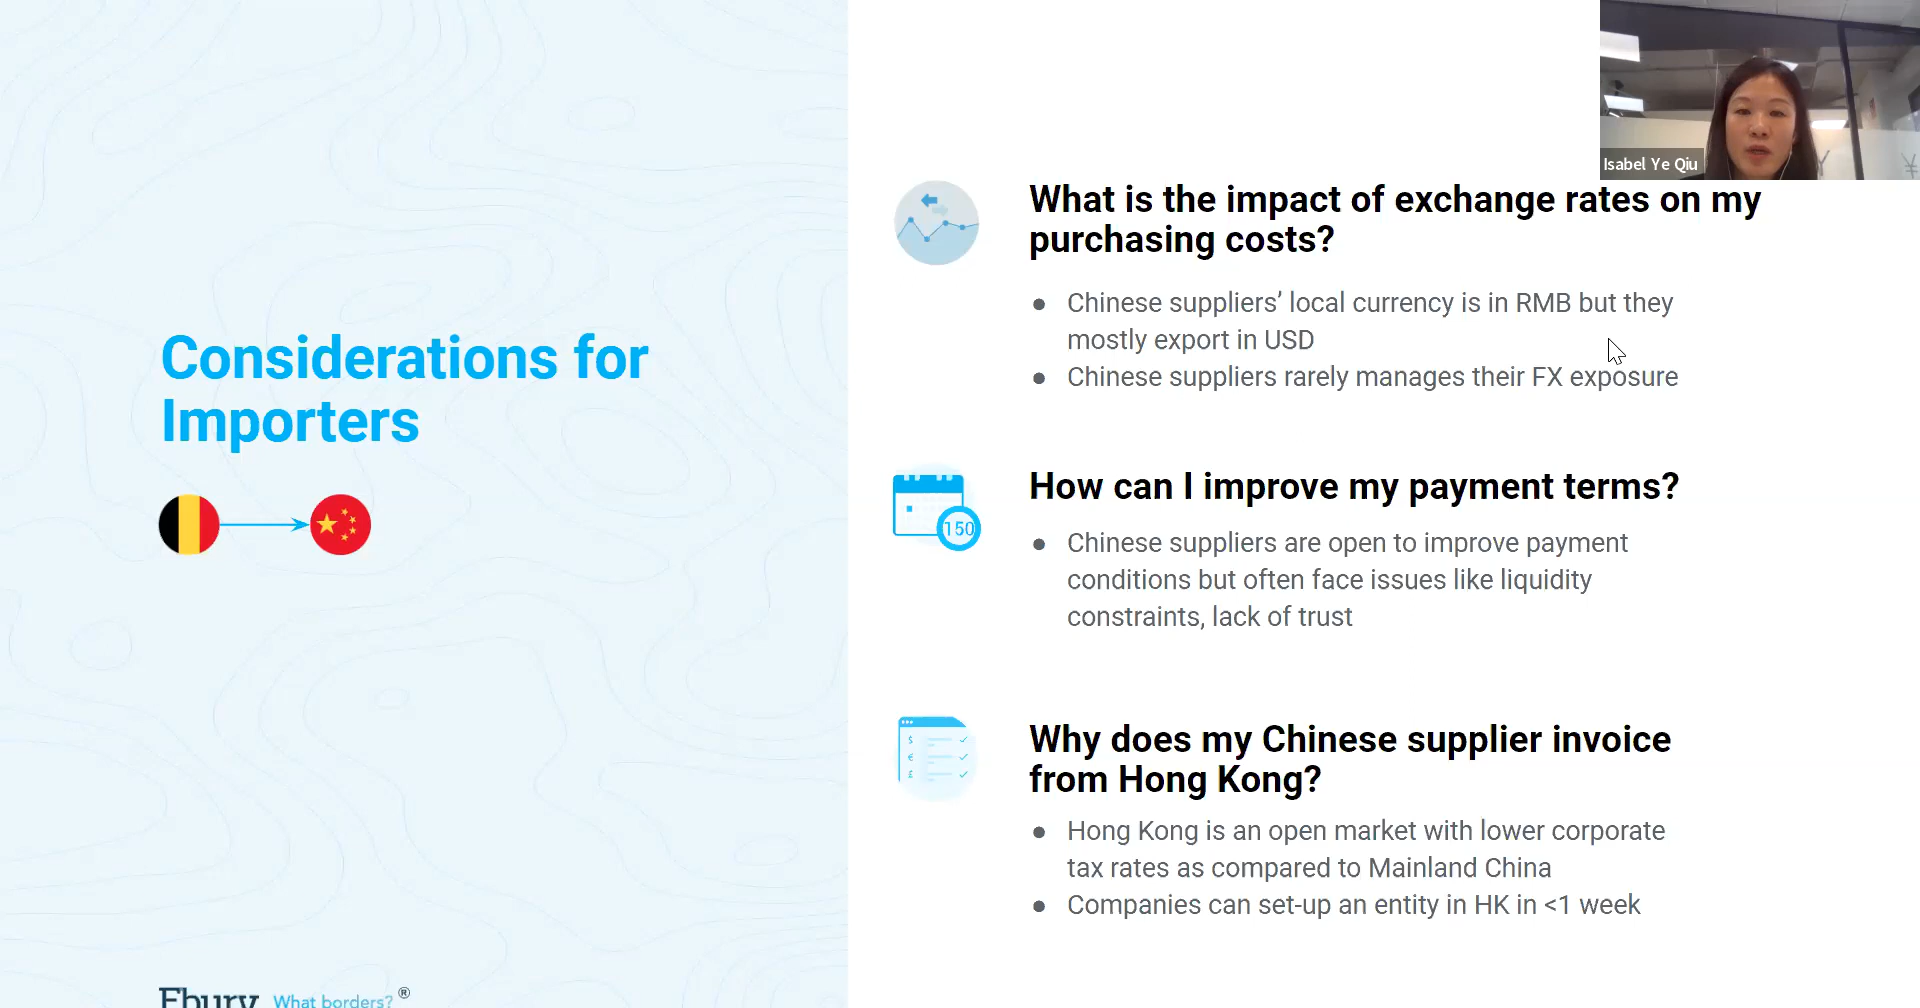 Isabel Ye Qiu
Considerations for
Importers
What is the impact of exchange rates on my
purchasing costs?
● Chinese suppliers’ local currency is in RMB but they
mostly export in USD
● Chinese suppliers rarely manages their FX exposure
150
How can I improve my payment terms?
● Chinese suppliers are open to improve payment
conditions but often face issues like liquidity
constraints, lack of trust
$
€
£
Why does my Chinese supplier invoice
from Hong Kong?
● Hong Kong is an open market with lower corporate
tax rates as compared to Mainland China
● Companies can set-up an entity in HK in <1 week
Ebury What borders? ®